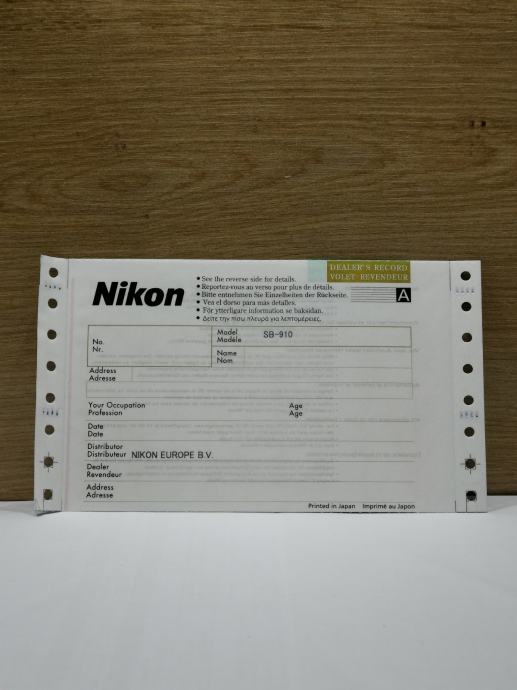 DEALER'S RECORD
VOLET REVENDEUR
Nikon
• See the reverse side for details.
• Reportez-vous au verso pour plus de détails.
• Bitte entnehmen Sie Einzelheiten der Rückseite.
• Vea el dorso para más detalles.
• För ytterligare information se baksidan.
• Δείτε την πίσω πλευρά για λεπτομέρειες.
A
No.
Nr.
Model SB-910
Modèle
Name
Nom
Address
Adresse
Your Occupation Age
Profession Age
Date
Date
Distributor
Distributeur NIKON EUROPE B.V.
Dealer
Revendeur
Address
Adresse
Printed in Japan Imprimé au Japon